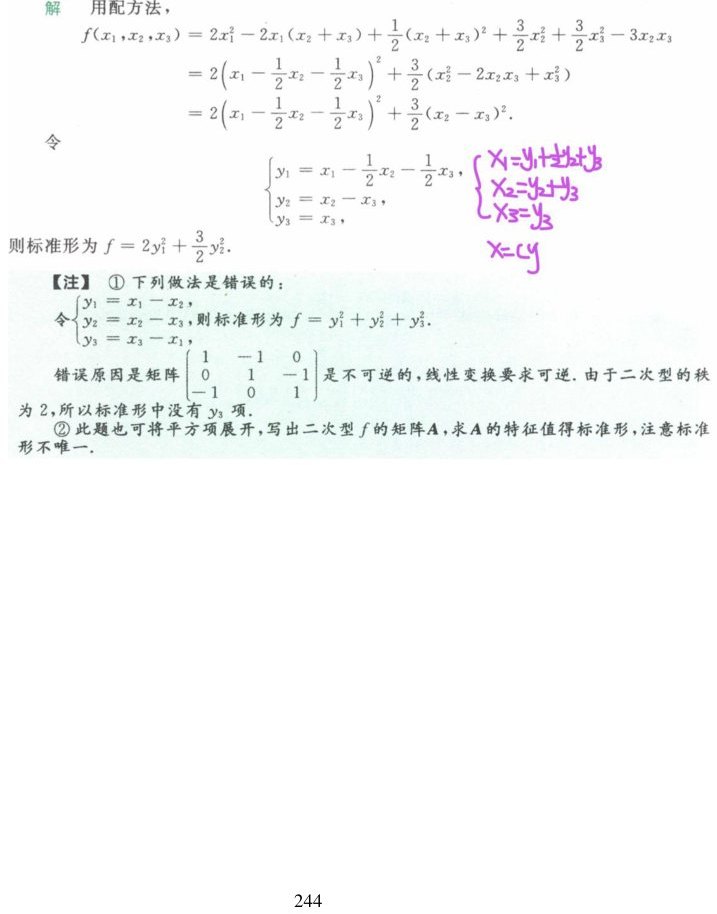 解 用配方法,
f(x₁,x₂,x₃) = 2x₁² − 2x₁(x₂ + x₃) + 1/2(x₂ + x₃)² + 3/2x₂² + 3/2x₃² − 3x₂x₃
= 2(x₁ − 1/2x₂ − 1/2x₃)² + 3/2(x₂² − 2x₂x₃ + x₃²)
= 2(x₁ − 1/2x₂ − 1/2x₃)² + 3/2(x₂ − x₃)².
令
y₁ = x₁ − 1/2x₂ − 1/2x₃, x₁=y₁+1/2y₂+y₃
y₂ = x₂ − x₃, x₂=y₂+y₃
y₃ = x₃, x₃=y₃
则标准形为 f = 2y₁² + 3/2y₂². x=cy
【注】 ① 下列做法是错误的:
y₁ = x₁ − x₂,
令 y₂ = x₂ − x₃, 则标准形为 f = y₁² + y₂² + y₃².
y₃ = x₃ − x₁,
1 −1 0
错误原因是矩阵 0 1 −1 是不可逆的,线性变换要求可逆. 由于二次型的秩
−1 0 1
为 2,所以标准形中没有 y₃ 项.
② 此题也可将平方项展开,写出二次型 f 的矩阵A,求A的特征值得标准形,注意标准
形不唯一.
244